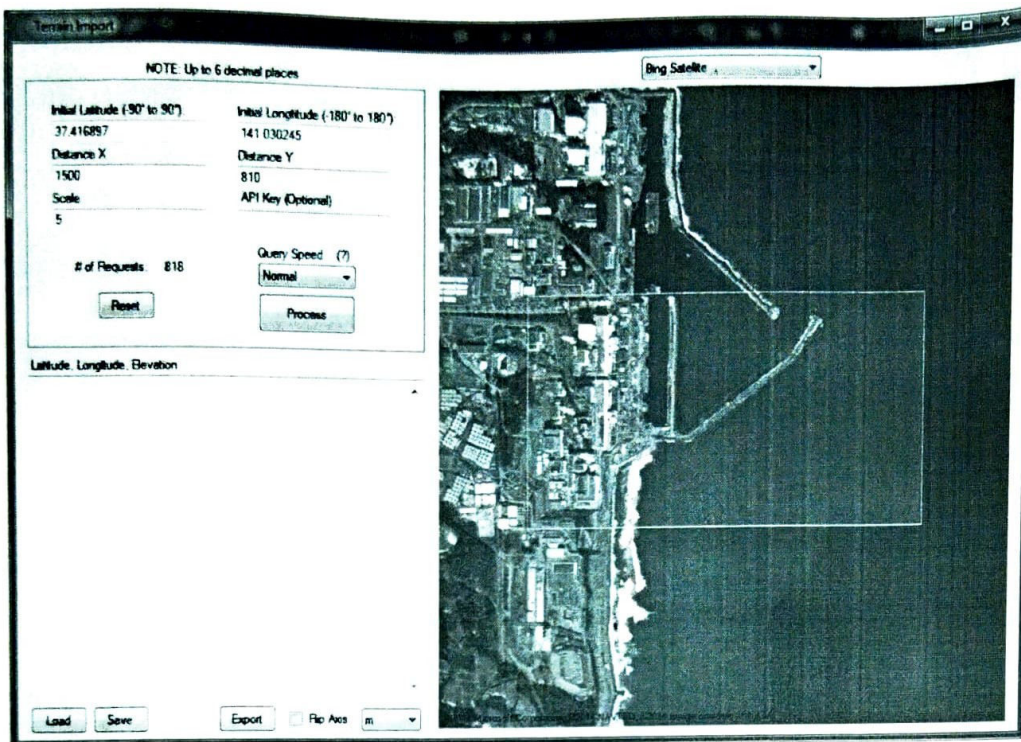 Terrain Import
NOTE: Up to 6 decimal places
Bing Satellite
Initial Latitude (-90° to 90°)
Initial Longtitude (-180° to 180°)
37.416897
141.030245
Distance X
Distance Y
1500
810
Scale
API Key (Optional)
5
Query Speed (?)
# of Requests: 818
Normal
Reset
Process
Latitude, Longitude, Elevation
Load
Save
Export
Flip Axis
m